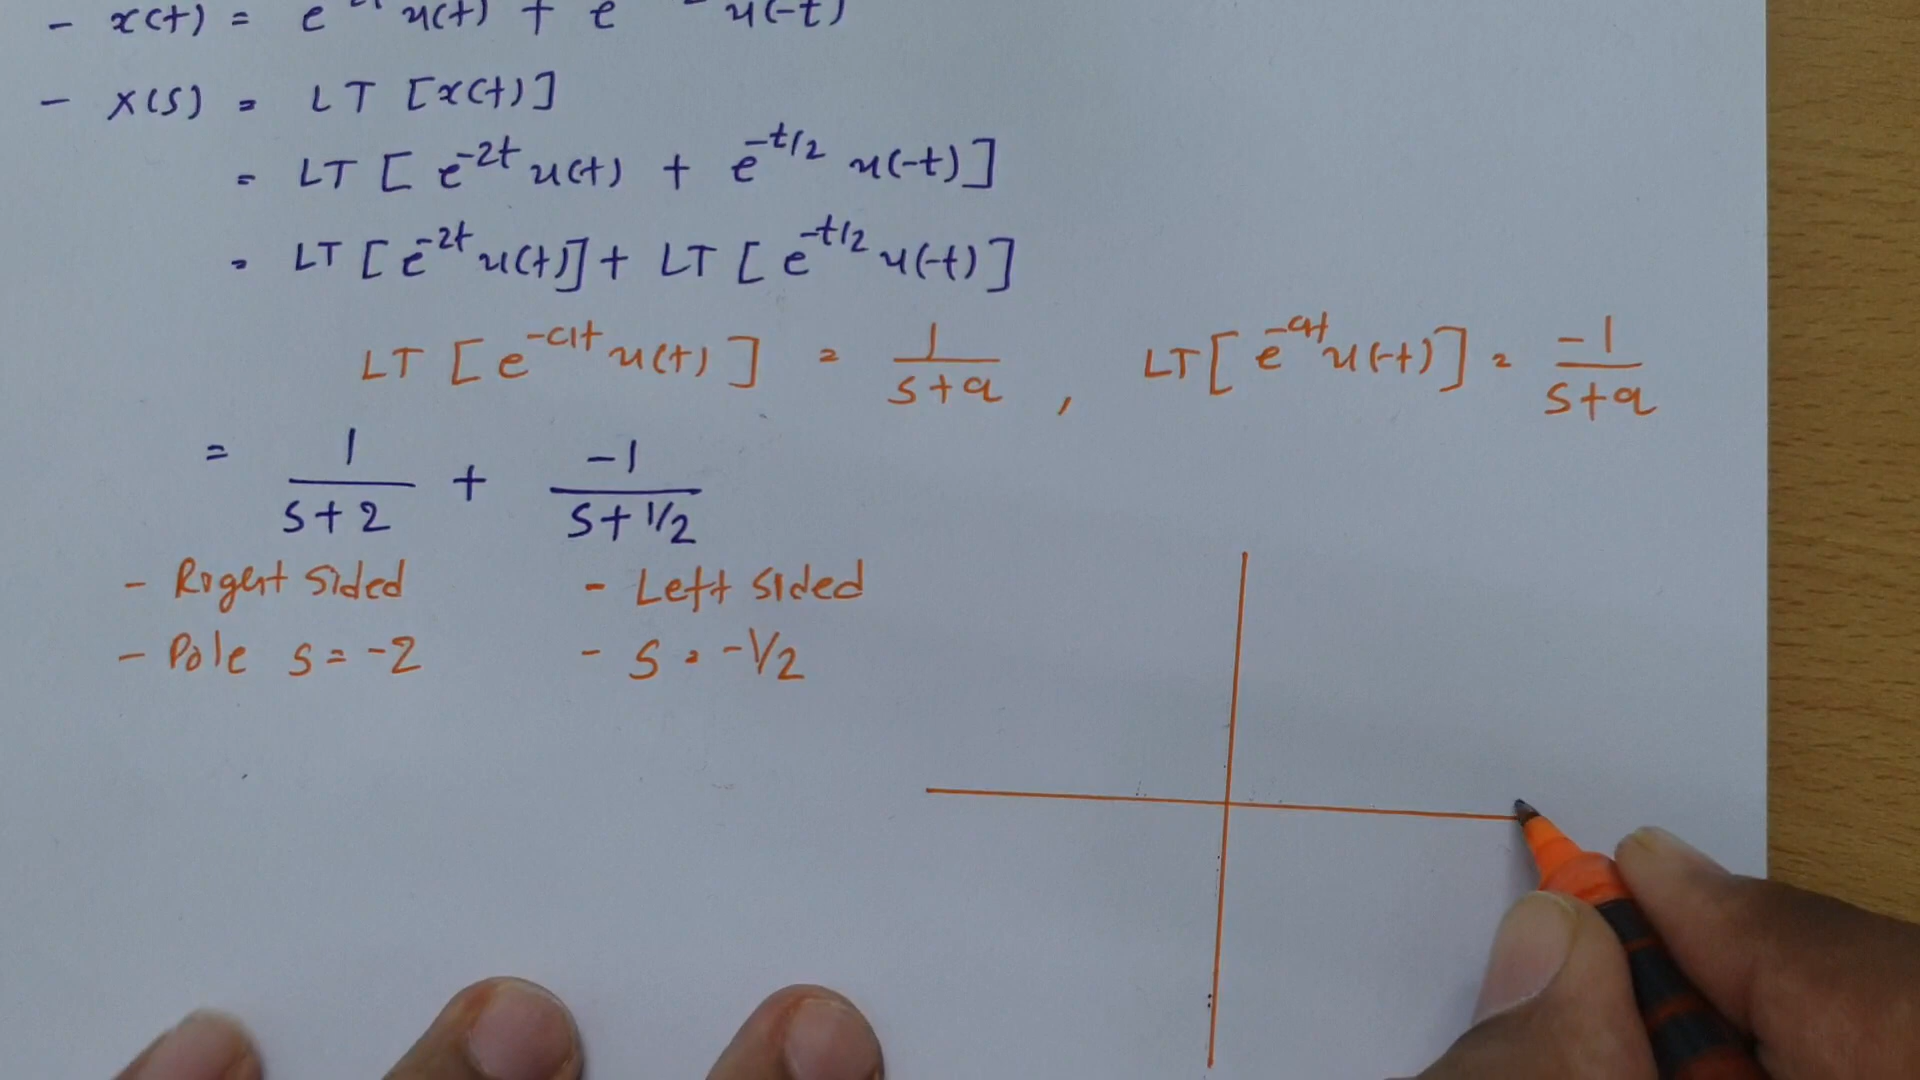 - x(t) = e u(t) + e u(-t)
- X(S) = LT [x(t)]
= LT [ e^-2t u(t) + e^-t/2 u(-t)]
= LT [ e^-2t u(t)] + LT [ e^-t/2 u(-t) ]
LT [ e^-at u(t) ] = 1/(s+a) , LT [ e^-at u(-t)] = -1/(s+a)
= 1/(s+2) + -1/(s+1/2)
- Right sided - Left sided
- Pole s = -2 - s = -1/2